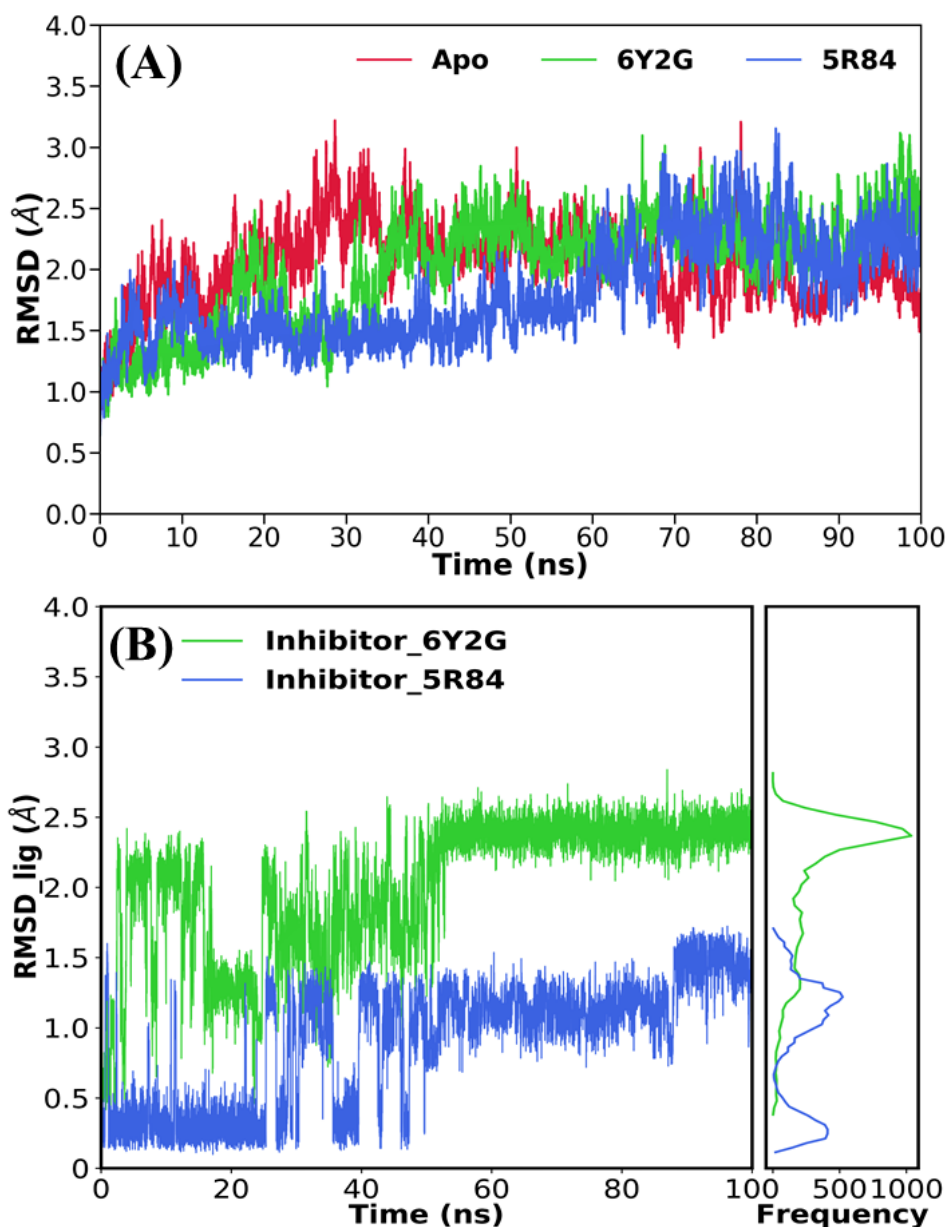 (A)
Apo 6Y2G 5R84
4.0
3.5
3.0
2.5
2.0
1.5
1.0
0.5
0.0
RMSD (Å)
0 10 20 30 40 50 60 70 80 90 100
Time (ns)
(B)
Inhibitor_6Y2G
Inhibitor_5R84
4.0
3.5
3.0
2.5
2.0
1.5
1.0
0.5
0
RMSD_lig (Å)
0 20 40 60 80 100
0 500 1000
Time (ns)
Frequency